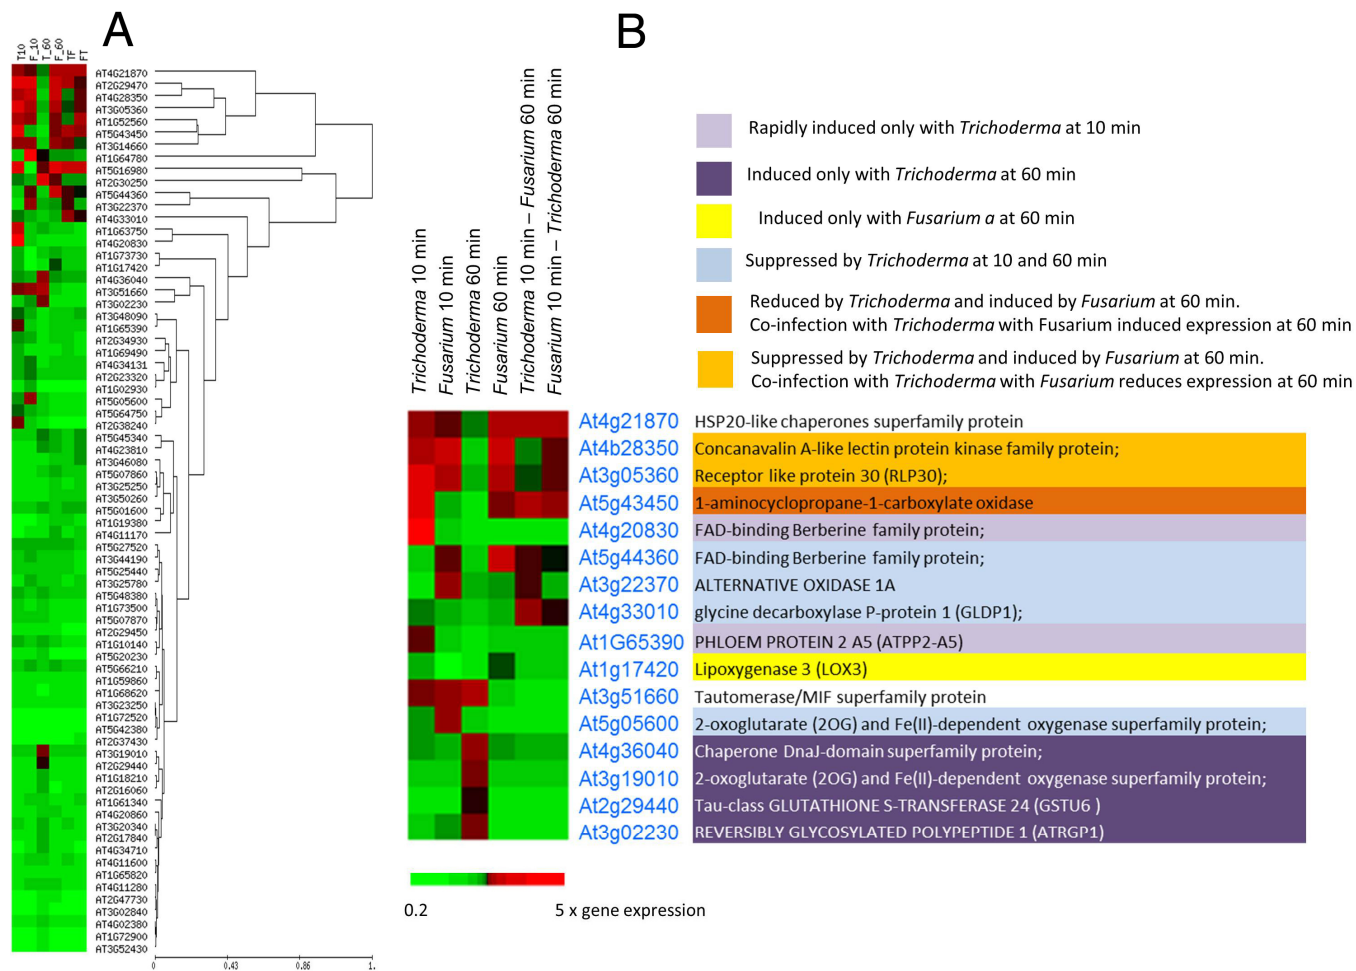 A
B
T10
F_10
T_60
F_60
TF
FT
AT4G21870
AT2G29470
AT4G28350
AT3G05360
AT1G52560
AT5G43450
AT3G14660
AT1G64780
AT5G16980
AT2G30250
AT5G44360
AT3G22370
AT4G33010
AT1G63750
AT4G20830
AT1G73730
AT1G17420
AT4G36040
AT3G51660
AT3G02230
AT3G48090
AT1G65390
AT2G34930
AT1G69490
AT4G34131
AT2G23320
AT1G02930
AT5G05600
AT5G64750
AT2G38240
AT5G45340
AT4G23810
AT3G46080
AT5G07860
AT3G25250
AT3G50260
AT5G01600
AT1G19380
AT4G11170
AT5G27520
AT3G44190
AT5G25440
AT3G25780
AT5G48380
AT1G73500
AT5G07870
AT2G29450
AT1G10140
AT5G20230
AT5G66210
AT1G59860
AT1G68620
AT3G23250
AT1G72520
AT5G42380
AT2G37430
AT3G19010
AT2G29440
AT1G18210
AT2G16060
AT1G61340
AT4G20860
AT3G20340
AT2G17840
AT4G34710
AT4G11600
AT1G65820
AT4G11280
AT2G47730
AT3G02840
AT4G02380
AT1G72900
AT3G52430
0 0.43 0.86 1.
Trichoderma 10 min
Fusarium 10 min
Trichoderma 60 min
Fusarium 60 min
Trichoderma 10 min – Fusarium 60 min
Fusarium 10 min – Trichoderma 60 min
Rapidly induced only with Trichoderma at 10 min
Induced only with Trichoderma at 60 min
Induced only with Fusarium a at 60 min
Suppressed by Trichoderma at 10 and 60 min
Reduced by Trichoderma and induced by Fusarium at 60 min.
Co-infection with Trichoderma with Fusarium induced expression at 60 min
Suppressed by Trichoderma and induced by Fusarium at 60 min.
Co-infection with Trichoderma with Fusarium reduces expression at 60 min
At4g21870 HSP20-like chaperones superfamily protein
At4b28350 Concanavalin A-like lectin protein kinase family protein;
At3g05360 Receptor like protein 30 (RLP30);
At5g43450 1-aminocyclopropane-1-carboxylate oxidase
At4g20830 FAD-binding Berberine family protein;
At5g44360 FAD-binding Berberine family protein;
At3g22370 ALTERNATIVE OXIDASE 1A
At4g33010 glycine decarboxylase P-protein 1 (GLDP1);
At1G65390 PHLOEM PROTEIN 2 A5 (ATPP2-A5)
At1g17420 Lipoxygenase 3 (LOX3)
At3g51660 Tautomerase/MIF superfamily protein
At5g05600 2-oxoglutarate (2OG) and Fe(II)-dependent oxygenase superfamily protein;
At4g36040 Chaperone DnaJ-domain superfamily protein;
At3g19010 2-oxoglutarate (2OG) and Fe(II)-dependent oxygenase superfamily protein;
At2g29440 Tau-class GLUTATHIONE S-TRANSFERASE 24 (GSTU6 )
At3g02230 REVERSIBLY GLYCOSYLATED POLYPEPTIDE 1 (ATRGP1)
0.2 5 x gene expression